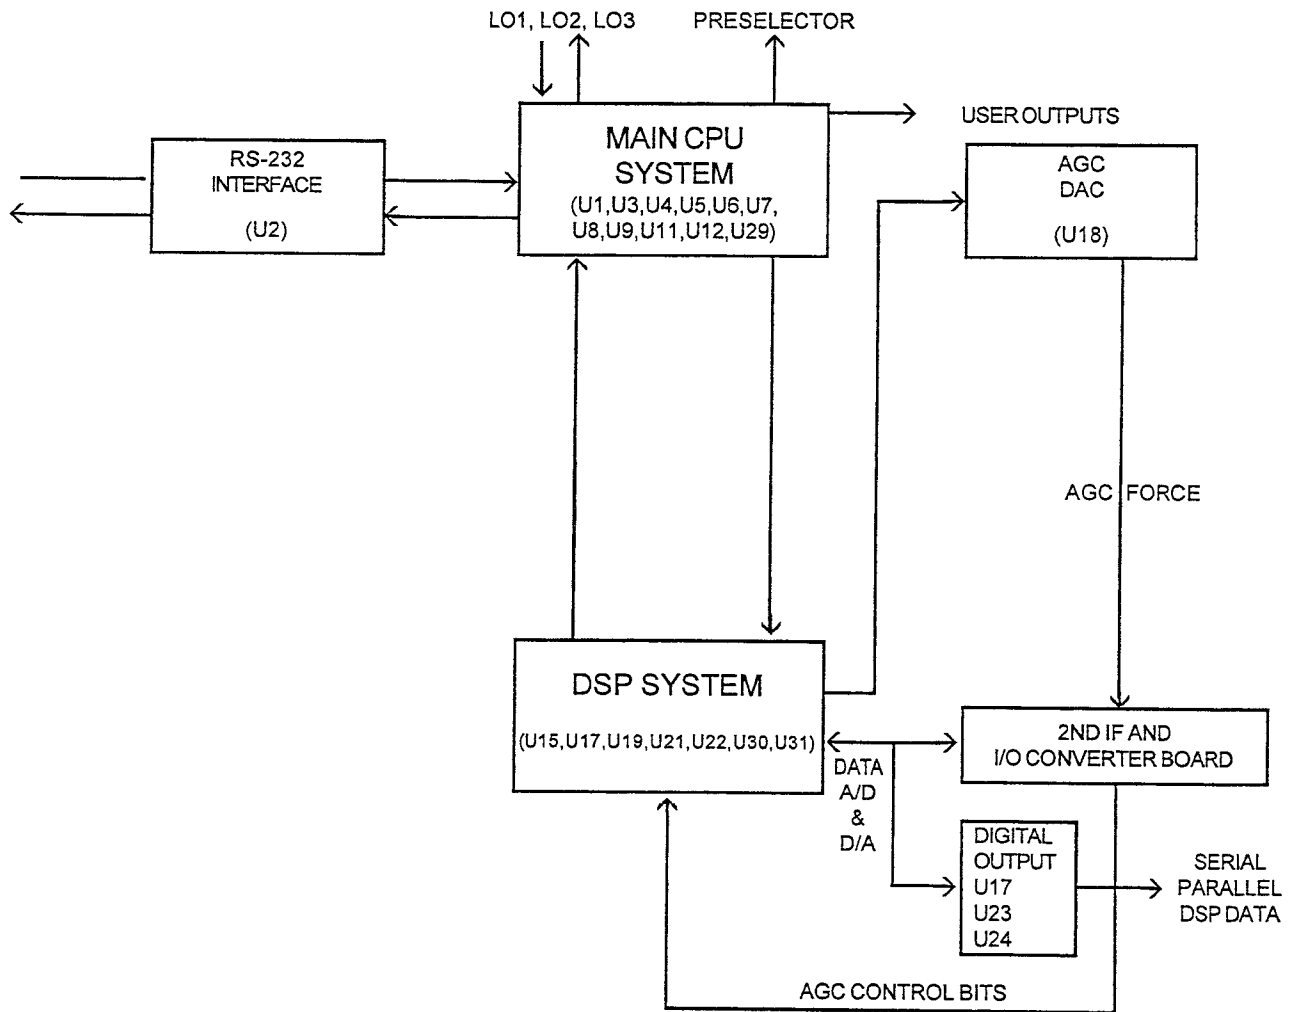 LO1, LO2, LO3
PRESELECTOR
USER OUTPUTS
RS-232
INTERFACE
(U2)
MAIN CPU
SYSTEM
(U1,U3,U4,U5,U6,U7,
U8,U9,U11,U12,U29)
AGC
DAC
(U18)
AGC FORCE
DSP SYSTEM
(U15,U17,U19,U21,U22,U30,U31)
2ND IF AND
I/O CONVERTER BOARD
DATA
A/D
&
D/A
DIGITAL
OUTPUT
U17
U23
U24
SERIAL
PARALLEL
DSP DATA
AGC CONTROL BITS